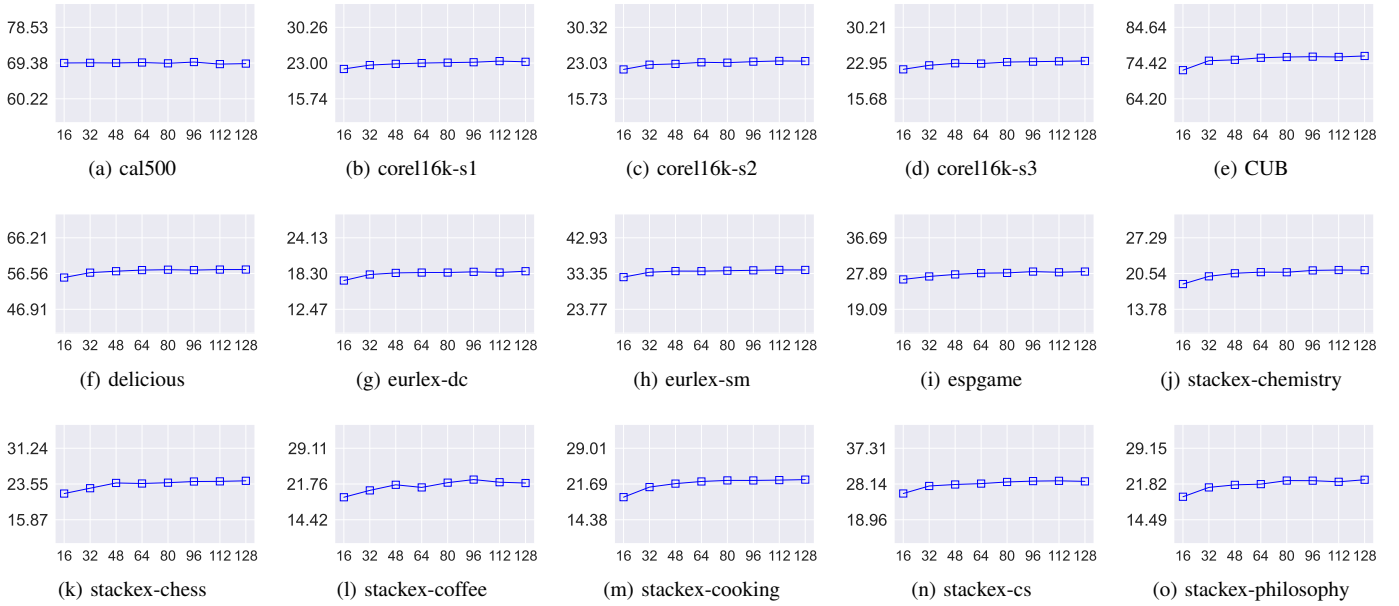 78.53 30.26 30.32 30.21 84.64
69.38 23.00 23.03 22.95 74.42
60.22 15.74 15.73 15.68 64.20
16 32 48 64 80 96 112 128 16 32 48 64 80 96 112 128 16 32 48 64 80 96 112 128 16 32 48 64 80 96 112 128 16 32 48 64 80 96 112 128
(a) cal500 (b) corel16k-s1 (c) corel16k-s2 (d) corel16k-s3 (e) CUB
66.21 24.13 42.93 36.69 27.29
56.56 18.30 33.35 27.89 20.54
46.91 12.47 23.77 19.09 13.78
16 32 48 64 80 96 112 128 16 32 48 64 80 96 112 128 16 32 48 64 80 96 112 128 16 32 48 64 80 96 112 128 16 32 48 64 80 96 112 128
(f) delicious (g) eurlex-dc (h) eurlex-sm (i) espgame (j) stackex-chemistry
31.24 29.11 29.01 37.31 29.15
23.55 21.76 21.69 28.14 21.82
15.87 14.42 14.38 18.96 14.49
16 32 48 64 80 96 112 128 16 32 48 64 80 96 112 128 16 32 48 64 80 96 112 128 16 32 48 64 80 96 112 128 16 32 48 64 80 96 112 128
(k) stackex-chess (l) stackex-coffee (m) stackex-cooking (n) stackex-cs (o) stackex-philosophy